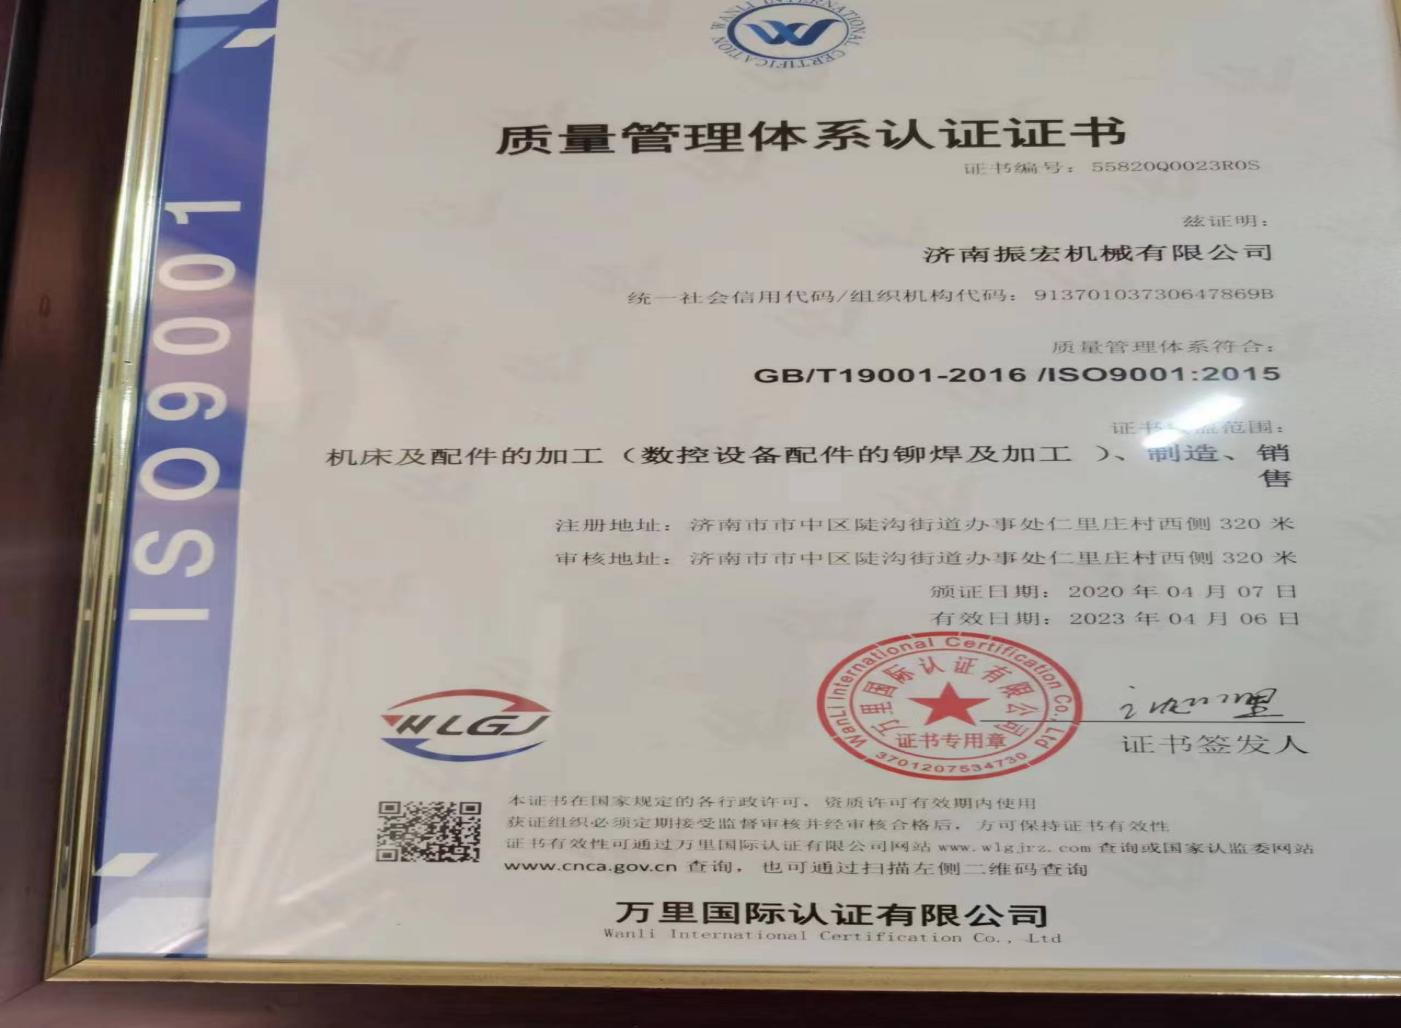 WANLI INTERNATIONAL CERTIFICATION
ISO9001
质量管理体系认证证书
证书编号：55820Q0023R0S
兹证明：
济南振宏机械有限公司
统一社会信用代码/组织机构代码：91370103730647869B
质量管理体系符合：
GB/T19001-2016 /ISO9001:2015
证书 范围：
机床及配件的加工（数控设备配件的铆焊及加工 ）、制造、销
售
注册地址：济南市市中区陡沟街道办事处仁里庄村西侧 320 米
审核地址：济南市市中区陡沟街道办事处仁里庄村西侧 320 米
颁证日期：2020 年 04 月 07 日
有效日期：2023 年 04 月 06 日
WLGJ
WanLi International Certification Co.,Ltd
万里国际认证有限公司
证书专用章
3701207534730
证书签发人
本证书在国家规定的各行政许可，资质许可有效期内使用
获证组织必须定期接受监督审核并经审核合格后，方可保持证书有效性
证书有效性可通过万里国际认证有限公司网站 www.wlgjrz.com 查询或国家认监委网站
www.cnca.gov.cn 查询，也可通过扫描左侧二维码查询
万里国际认证有限公司
Wanli International Certification Co., Ltd